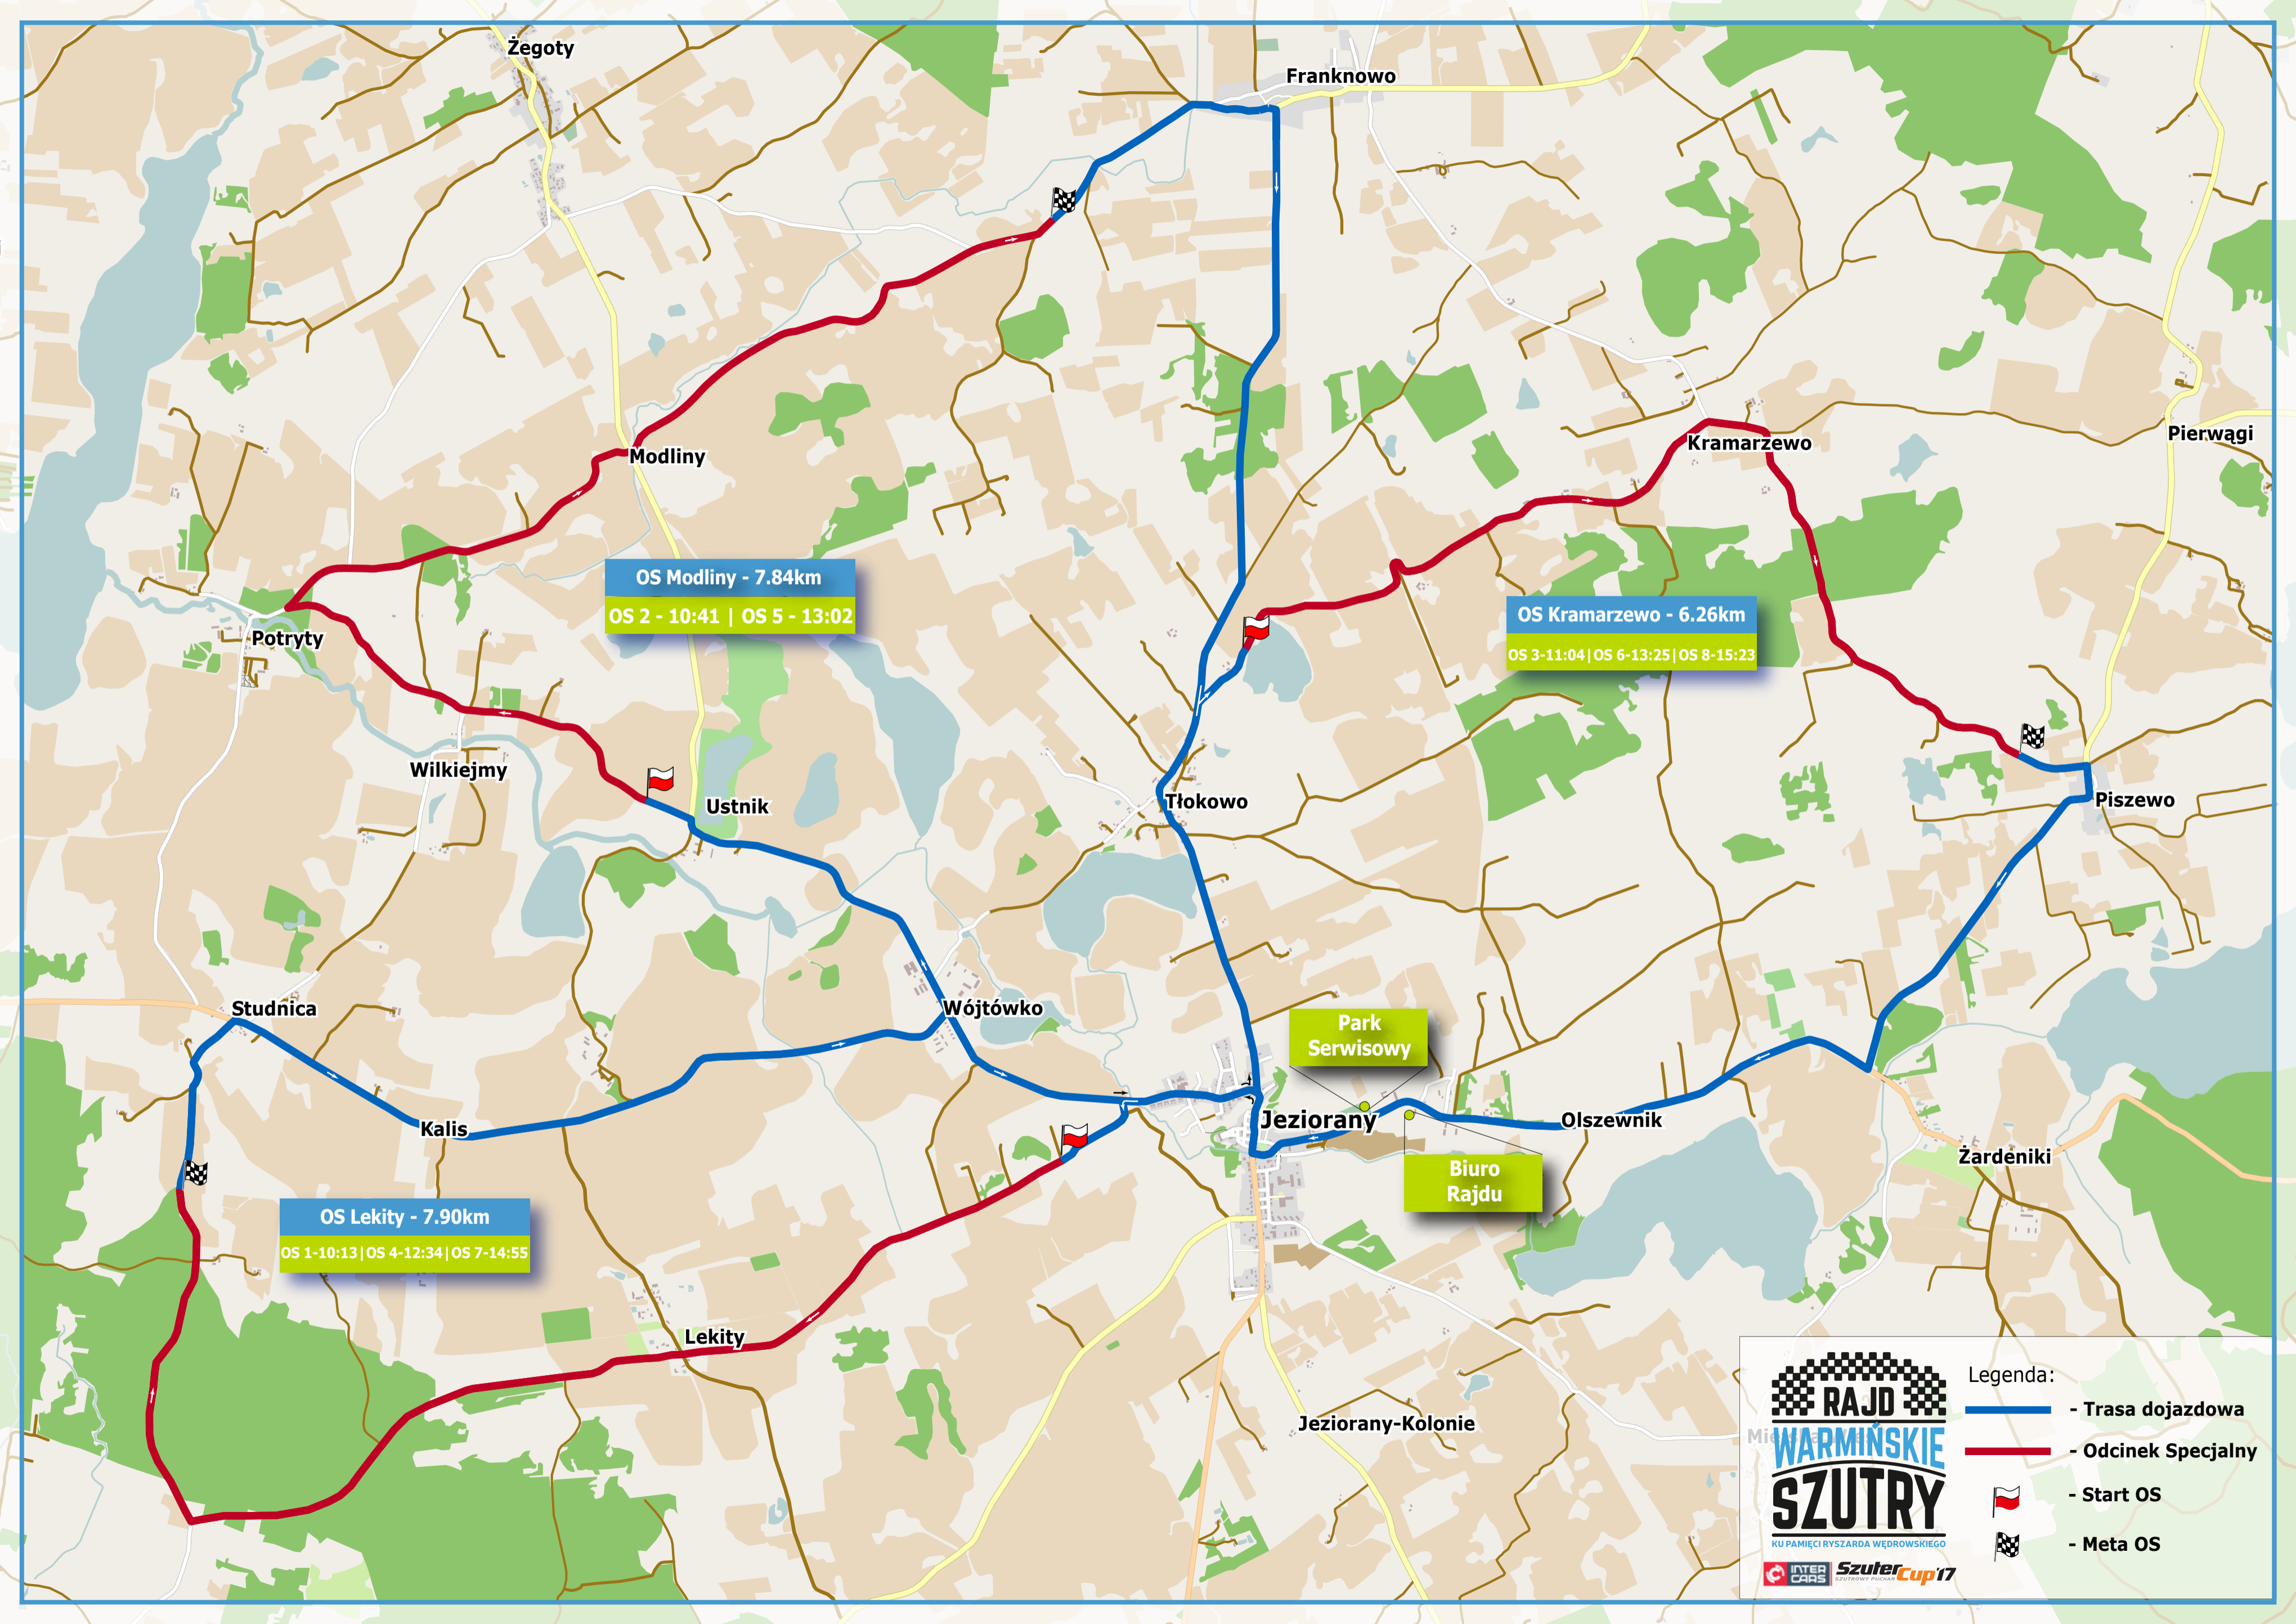 Żegoty
Franknowo
Modliny
Kramarzewo
Pierwągi
OS Modliny - 7.84km
OS 2 - 10:41 | OS 5 - 13:02
OS Kramarzewo - 6.26km
OS 3-11:04|OS 6-13:25|OS 8-15:23
Potryty
Wilkiejmy
Ustnik
Tłokowo
Piszewo
Studnica
Wójtówko
Park
Serwisowy
Kalis
Jeziorany
Olszewnik
Żardeniki
Biuro
Rajdu
OS Lekity - 7.90km
OS 1-10:13|OS 4-12:34|OS 7-14:55
Lekity
Jeziorany-Kolonie
RAJD
WARMIŃSKIE
SZUTRY
KU PAMIĘCI RYSZARDA WĘDROWSKIEGO
INTER
CARS
SzuterCup'17
SZUTROWY PUCHAR
Legenda:
- Trasa dojazdowa
- Odcinek Specjalny
- Start OS
- Meta OS